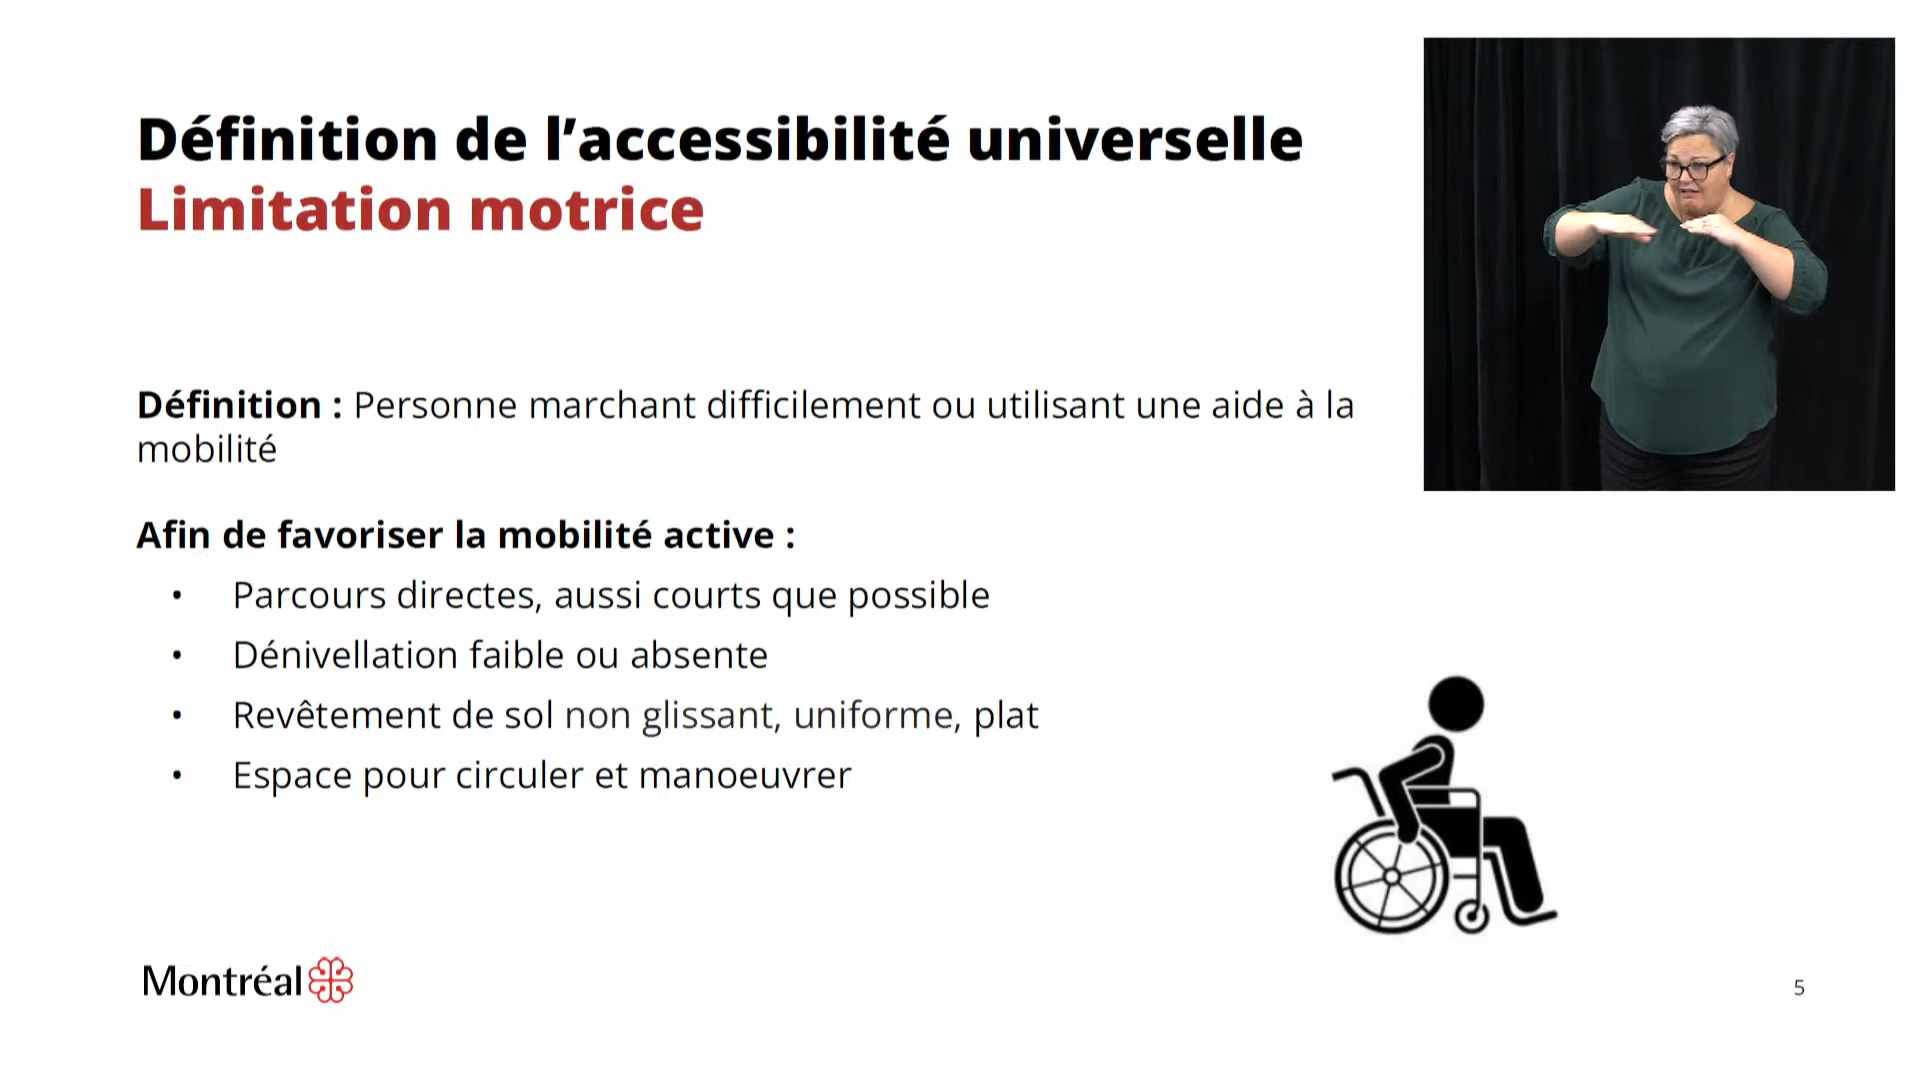 Définition de l’accessibilité universelle
Limitation motrice
Définition : Personne marchant difficilement ou utilisant une aide à la
mobilité
Afin de favoriser la mobilité active :
• Parcours directes, aussi courts que possible
• Dénivellation faible ou absente
• Revêtement de sol non glissant, uniforme, plat
• Espace pour circuler et manoeuvrer
Montréal
5